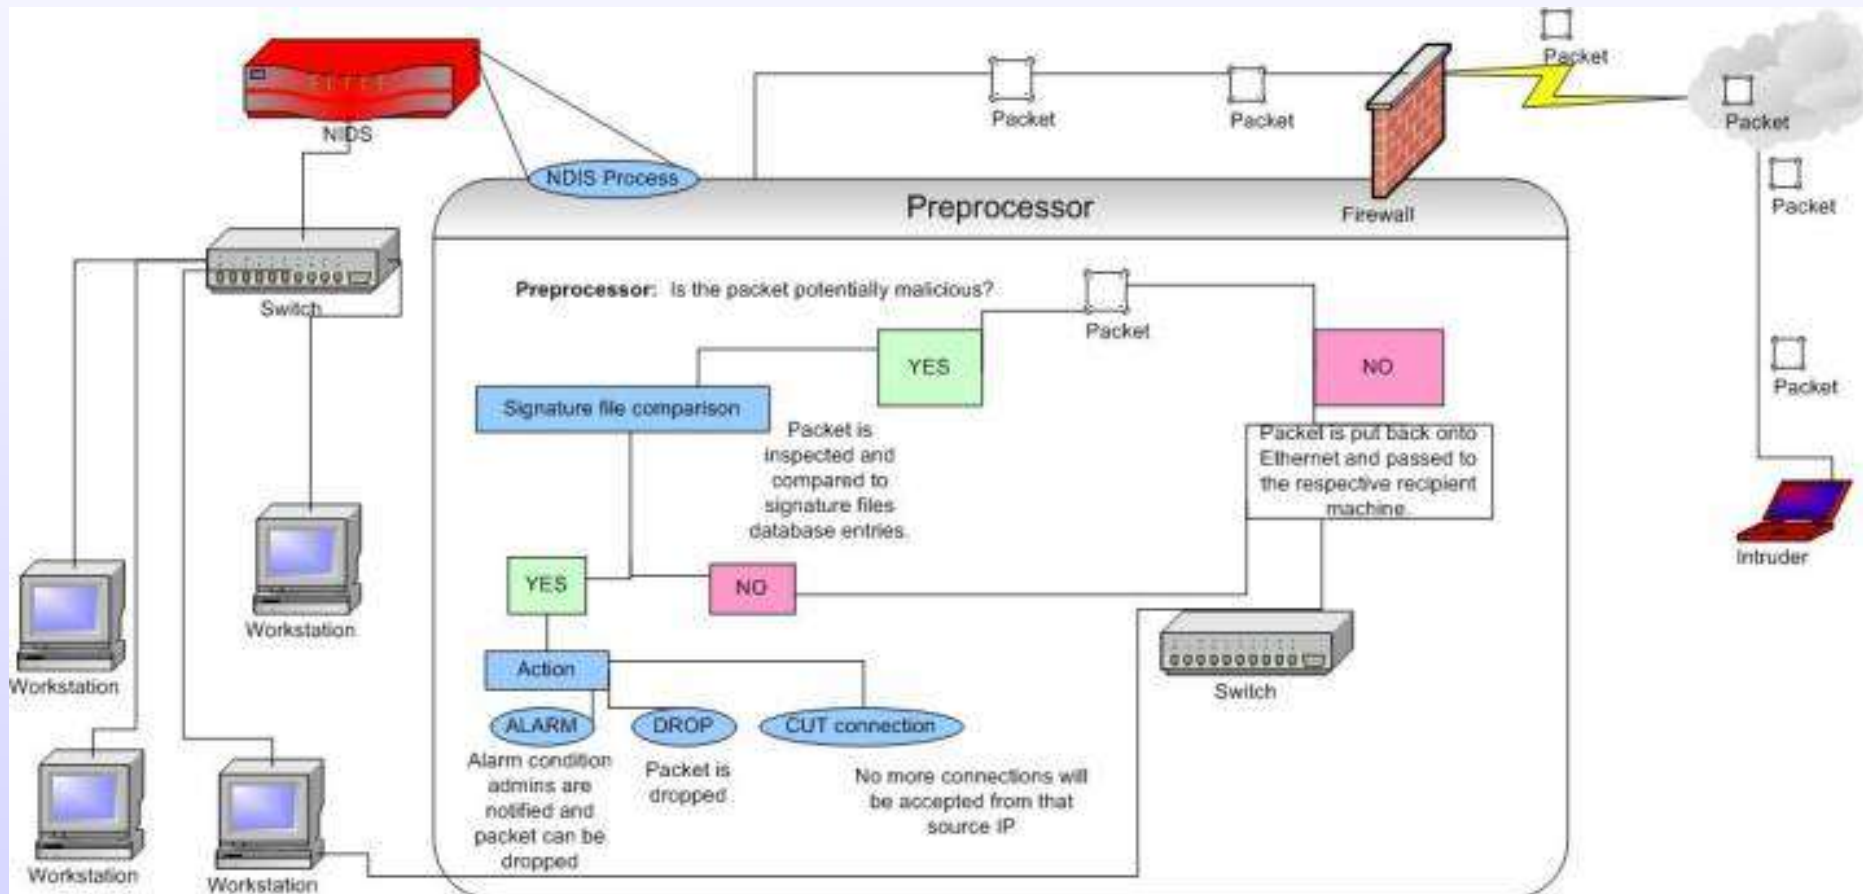 Packet
NIDS
Packet
Packet
Packet
NDIS Process
Preprocessor
Firewall
Packet
Switch
Preprocessor: Is the packet potentially malicious?
Packet
YES
NO
Packet
Signature file comparison
Packet is
inspected and
compared to
signature files
database entries.
Packet is put back onto
Ethernet and passed to
the respective recipient
machine.
Intruder
YES
NO
Workstation
Workstation
Action
Switch
ALARM
DROP
CUT connection
Alarm condition
admins are
notified and
packet can be
dropped
Packet is
dropped
No more connections will
be accepted from that
source IP
Workstation
Workstation